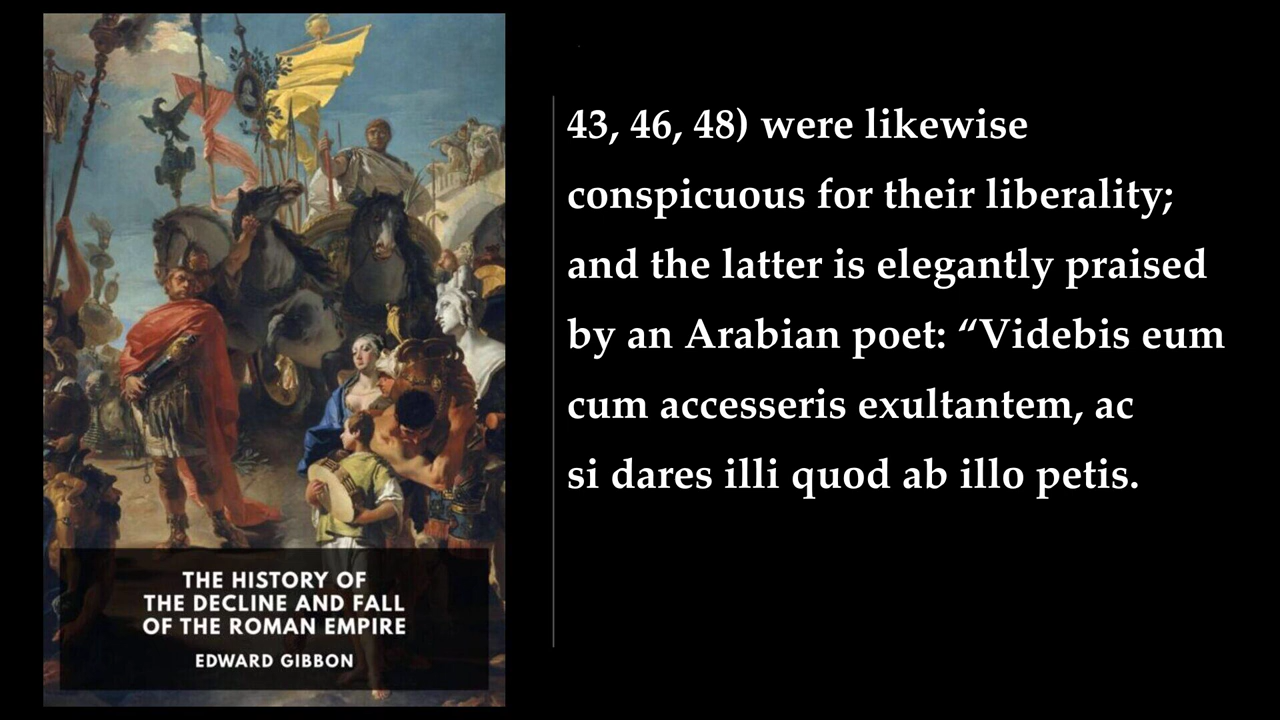 THE HISTORY OF
THE DECLINE AND FALL
OF THE ROMAN EMPIRE
EDWARD GIBBON
43, 46, 48) were likewise
conspicuous for their liberality;
and the latter is elegantly praised
by an Arabian poet: “Videbis eum
cum accesseris exultantem, ac
si dares illi quod ab illo petis.